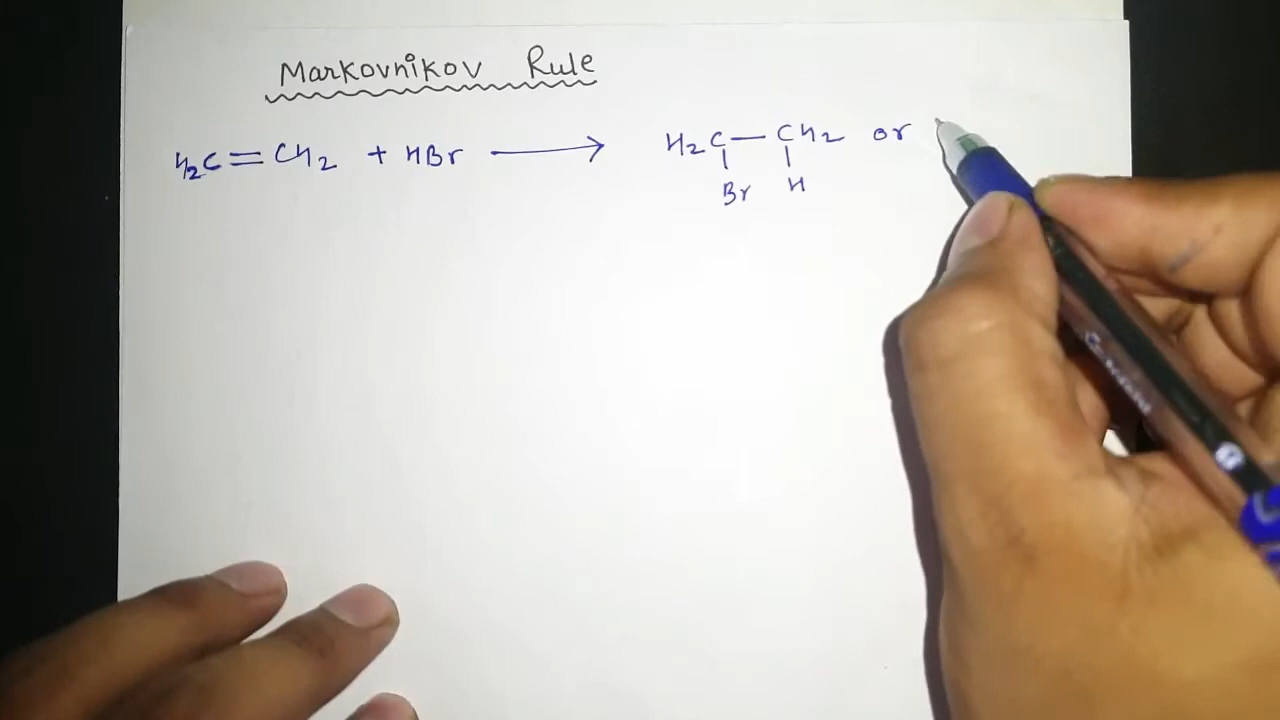 Markovnikov Rule
H₂C=CH₂ + HBr ⟶ H₂C—CH₂ or
Br H